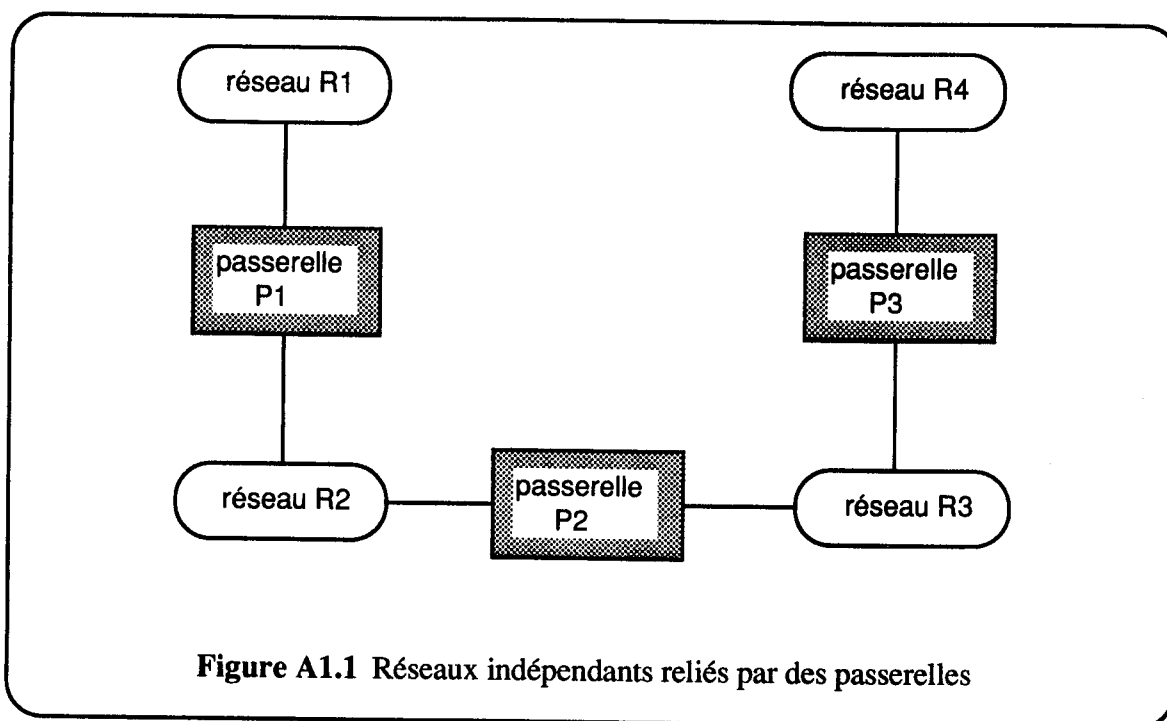 réseau R1
réseau R4
passerelle
P1
passerelle
P3
réseau R2
passerelle
P2
réseau R3
Figure A1.1 Réseaux indépendants reliés par des passerelles